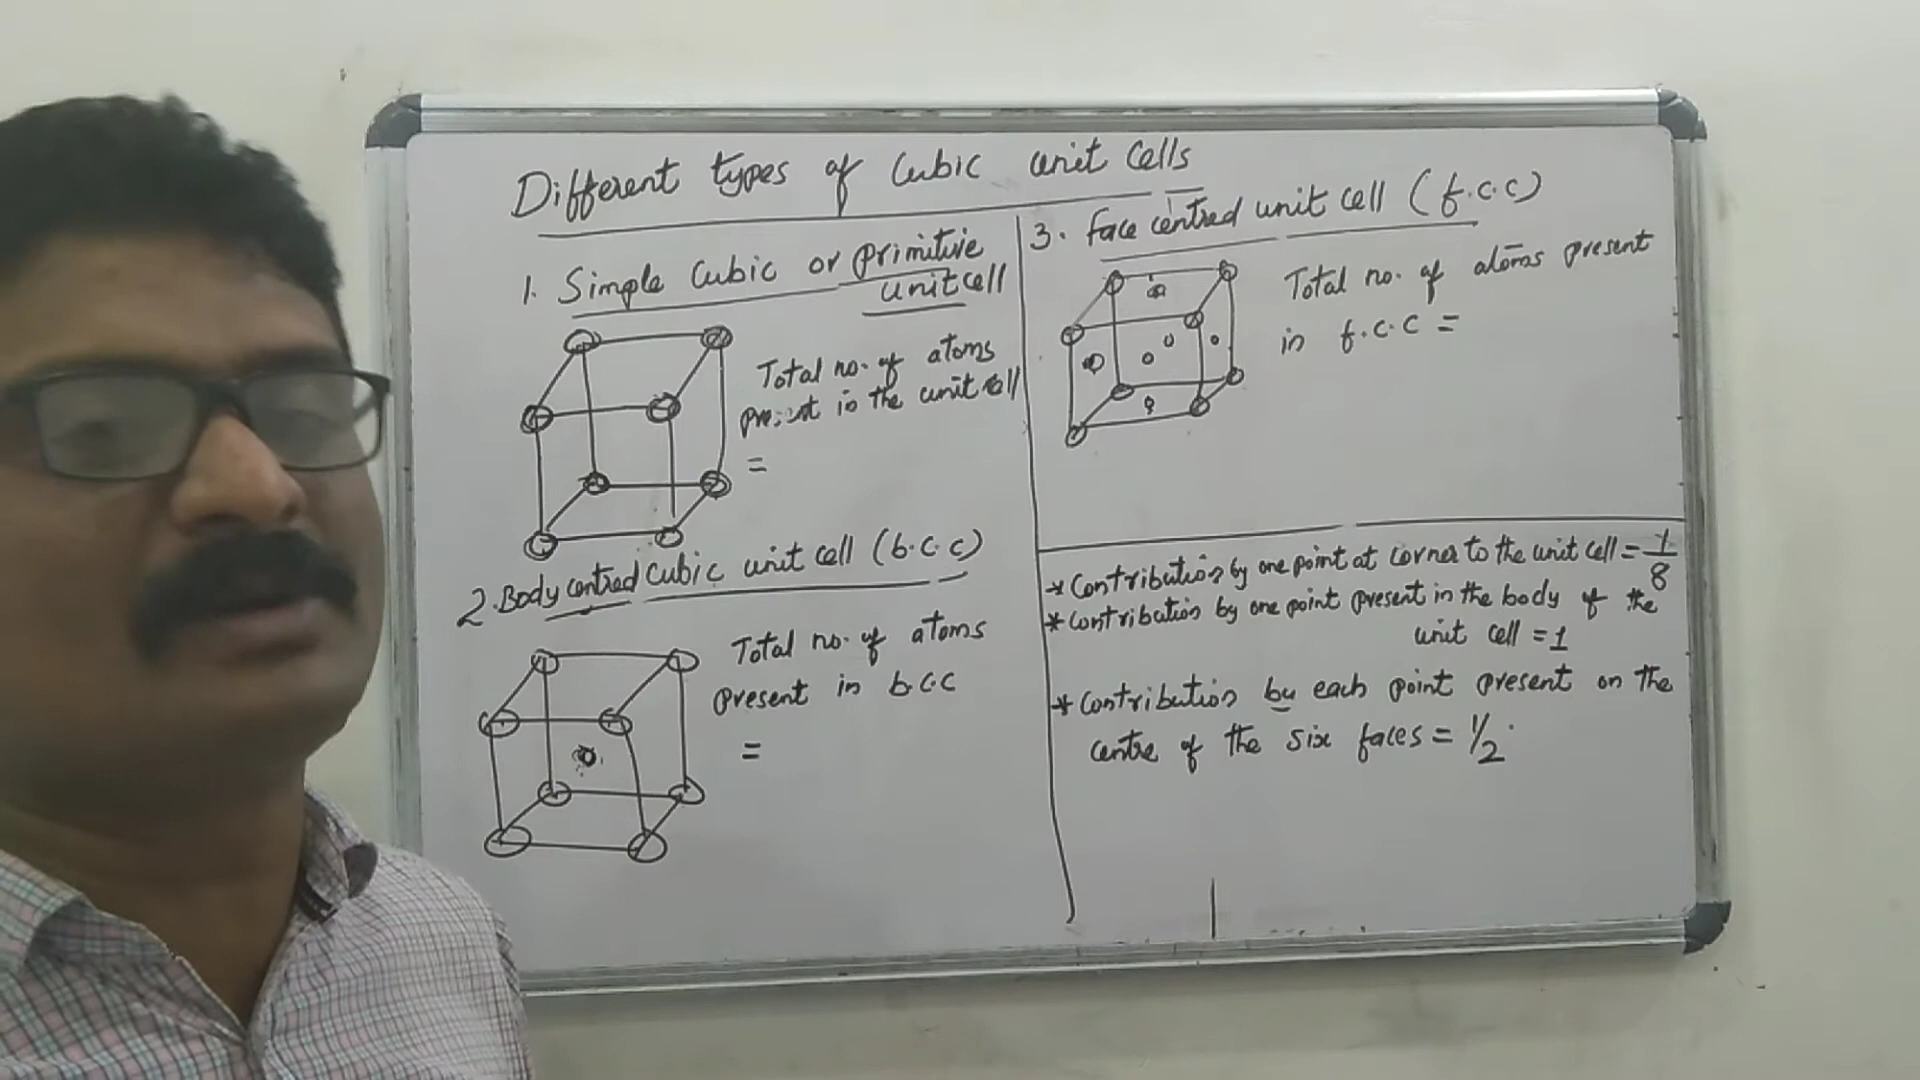 Different types of Cubic unit Cells
1. Simple Cubic or primitive
unit cell
Total no. of atoms
present in the unit cell
=
2. Body centred Cubic unit cell (b.c.c)
Total no. of atoms
present in b.c.c
=
3. face centred unit cell (f.c.c)
Total no. of atoms present
in f.c.c =
* Contribution by one point at corner to the unit cell = 1/8
* Contribution by one point present in the body of the
unit cell = 1
* Contribution by each point present on the
centre of the six faces = 1/2.